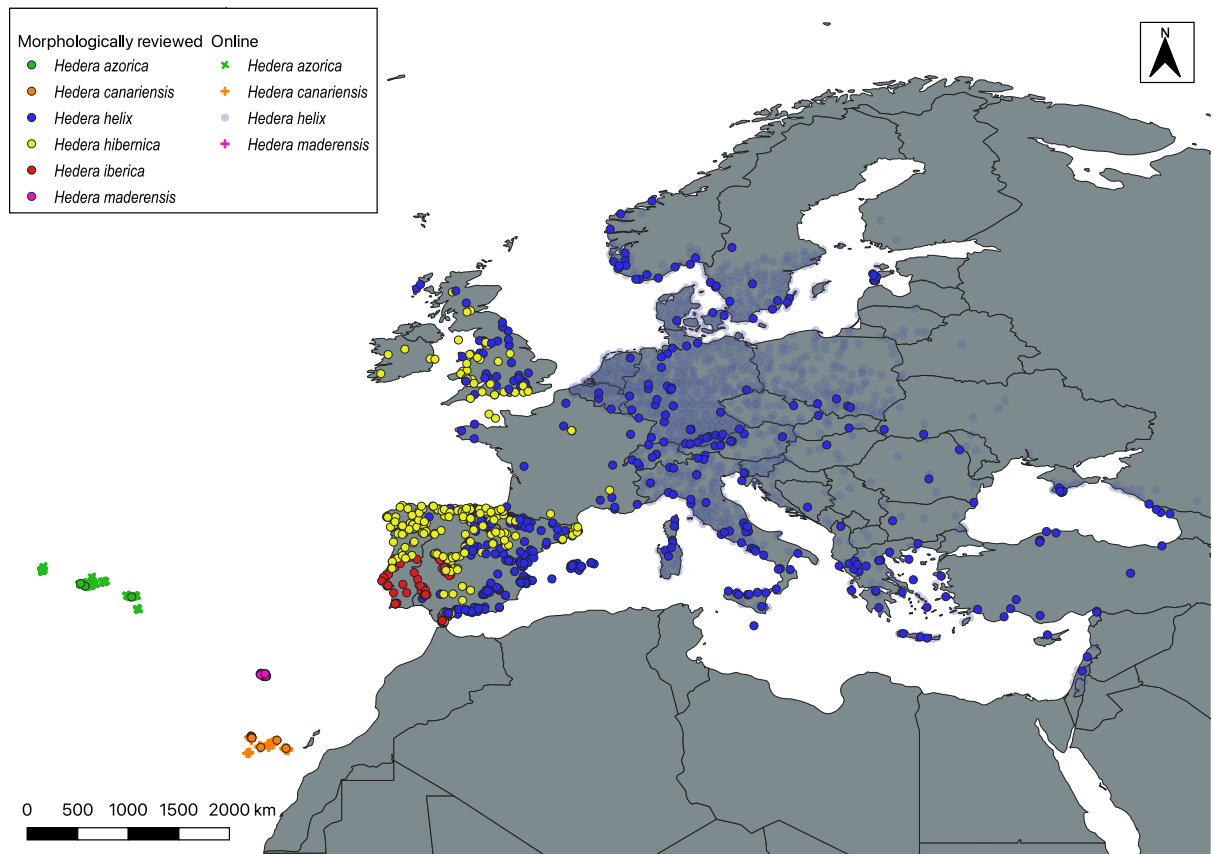 Morphologically reviewed Online
Hedera azorica Hedera azorica
Hedera canariensis Hedera canariensis
Hedera helix Hedera helix
Hedera hibernica Hedera maderensis
Hedera iberica
Hedera maderensis
N
0 500 1000 1500 2000 km